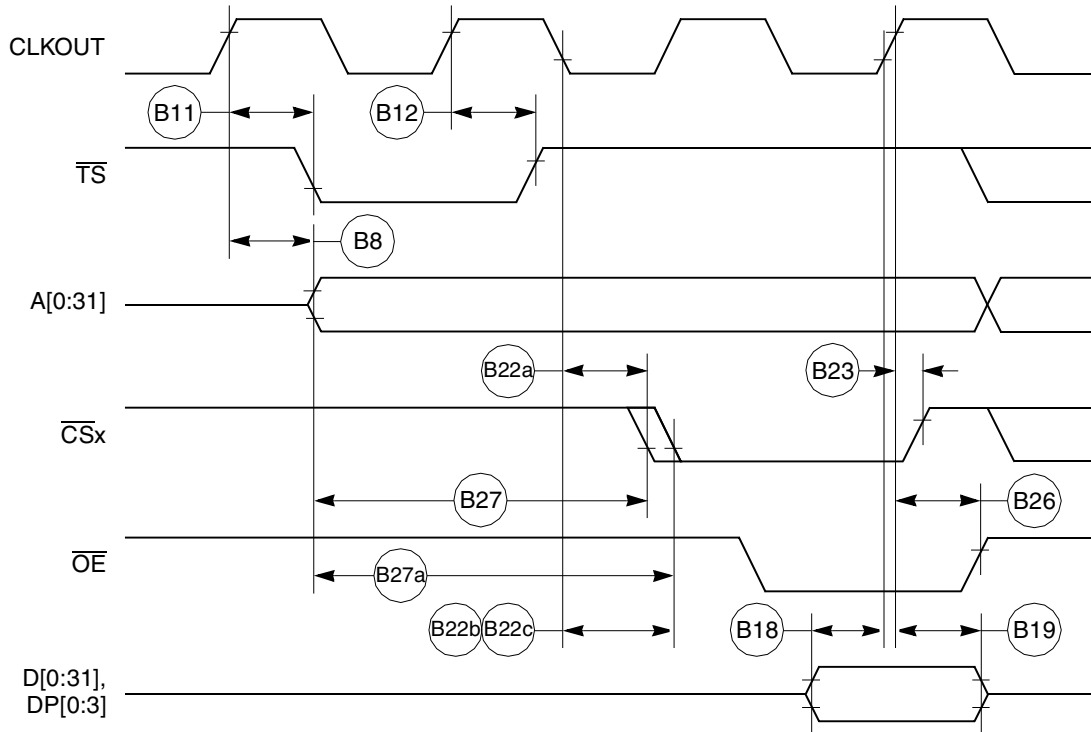 CLKOUT
B11
B12
TS
B8
A[0:31]
B22a
B23
CSx
B27
B26
OE
B27a
B22b B22c
B18
B19
D[0:31],
DP[0:3]